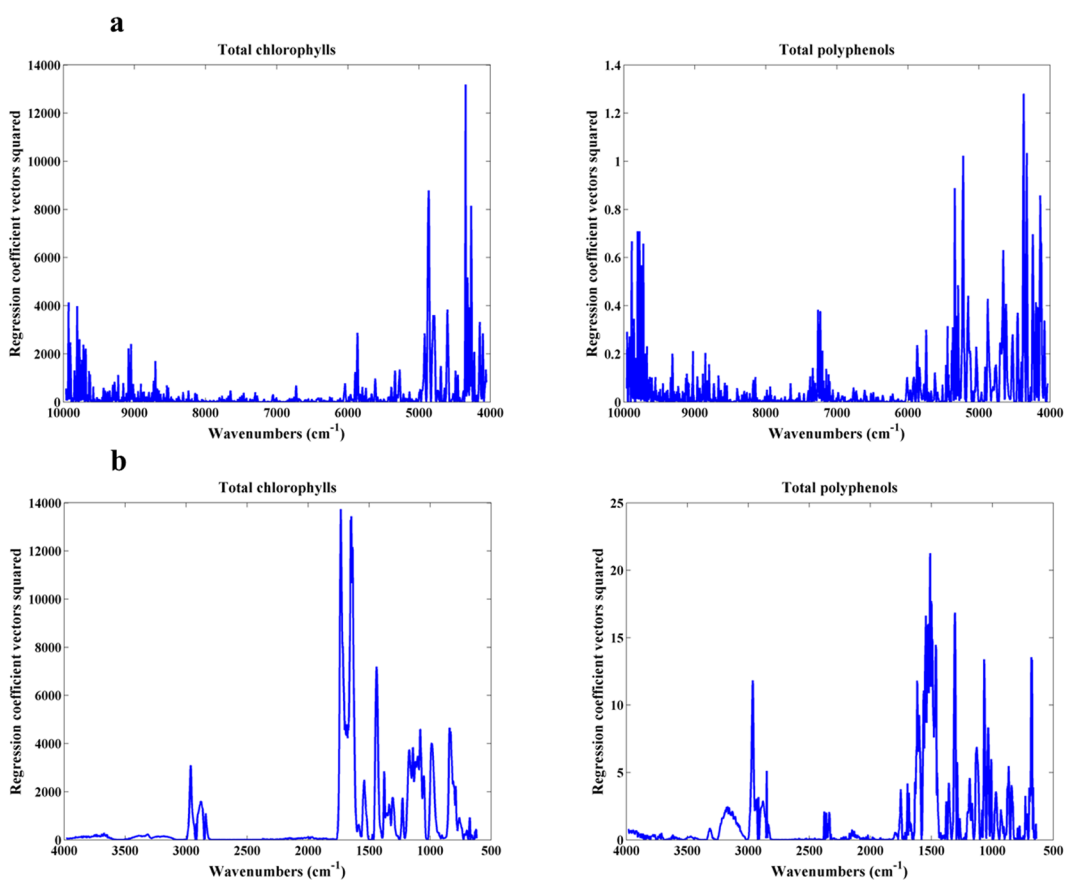 a
Total chlorophylls
Total polyphenols
Regression coefficient vectors squared
14000
12000
10000
8000
6000
4000
2000
0
10000 9000 8000 7000 6000 5000 4000
Wavenumbers (cm-1)
Regression coefficient vectors squared
1.4
1.2
1
0.8
0.6
0.4
0.2
0
10000 9000 8000 7000 6000 5000 4000
Wavenumbers (cm-1)
b
Total chlorophylls
Total polyphenols
Regression coefficient vectors squared
14000
12000
10000
8000
6000
4000
2000
0
4000 3500 3000 2500 2000 1500 1000 500
Wavenumbers (cm-1)
Regression coefficient vectors squared
25
20
15
10
5
0
4000 3500 3000 2500 2000 1500 1000 500
Wavenumbers (cm-1)